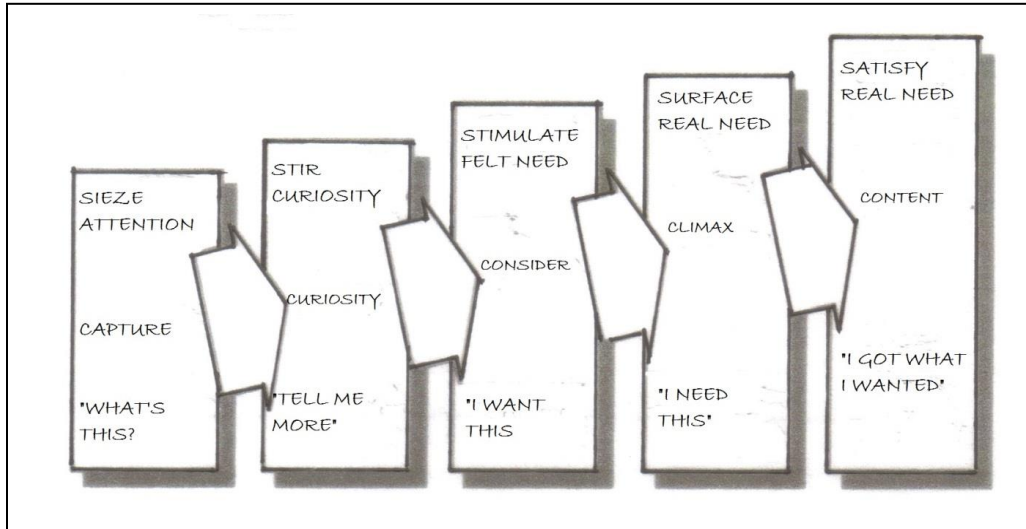 SIEZE
ATTENTION
CAPTURE
"WHAT'S
THIS?
STIR
CURIOSITY
CURIOSITY
"TELL ME
MORE"
STIMULATE
FELT NEED
CONSIDER
"I WANT
THIS
SURFACE
REAL NEED
CLIMAX
"I NEED
THIS"
SATISFY
REAL NEED
CONTENT
"I GOT WHAT
I WANTED"